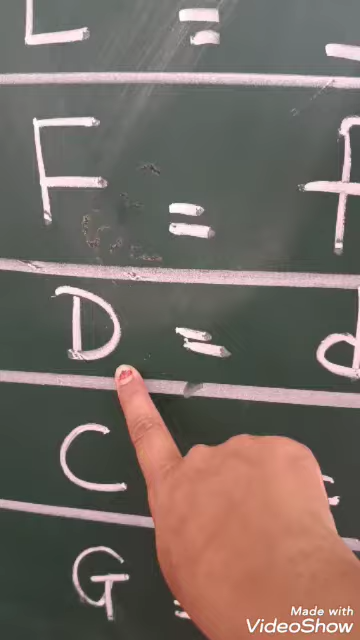 L =
F = f
D = d
C =
G =
Made with
VideoShow